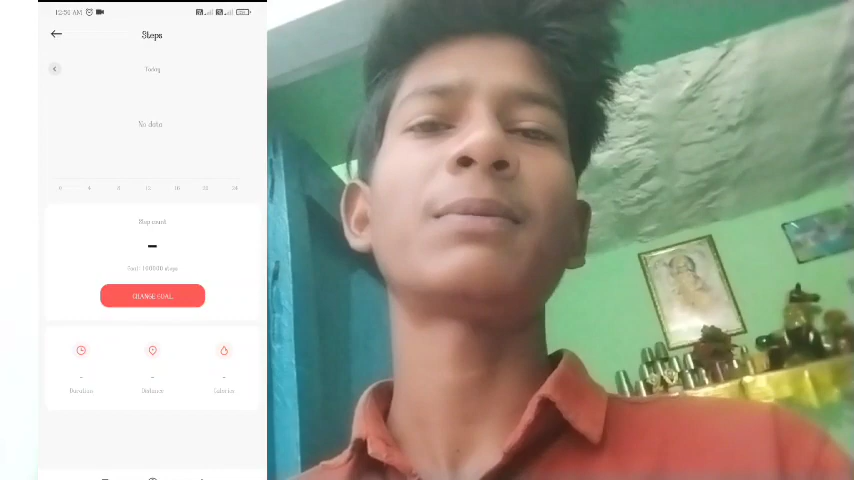 12:50 AM
Steps
Today
No data
0 4 8 12 16 20 24
Step count
Goal: 100000 steps
CHANGE GOAL
- - -
Duration Distance Calories